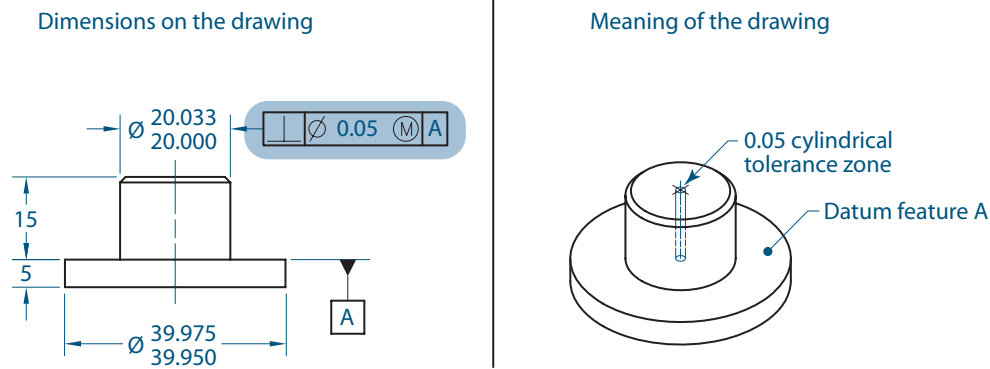 Dimensions on the drawing
Meaning of the drawing
Ø 20.033
20.000
⊥ Ø 0.05 Ⓜ A
15
5
A
Ø 39.975
39.950
0.05 cylindrical
tolerance zone
Datum feature A